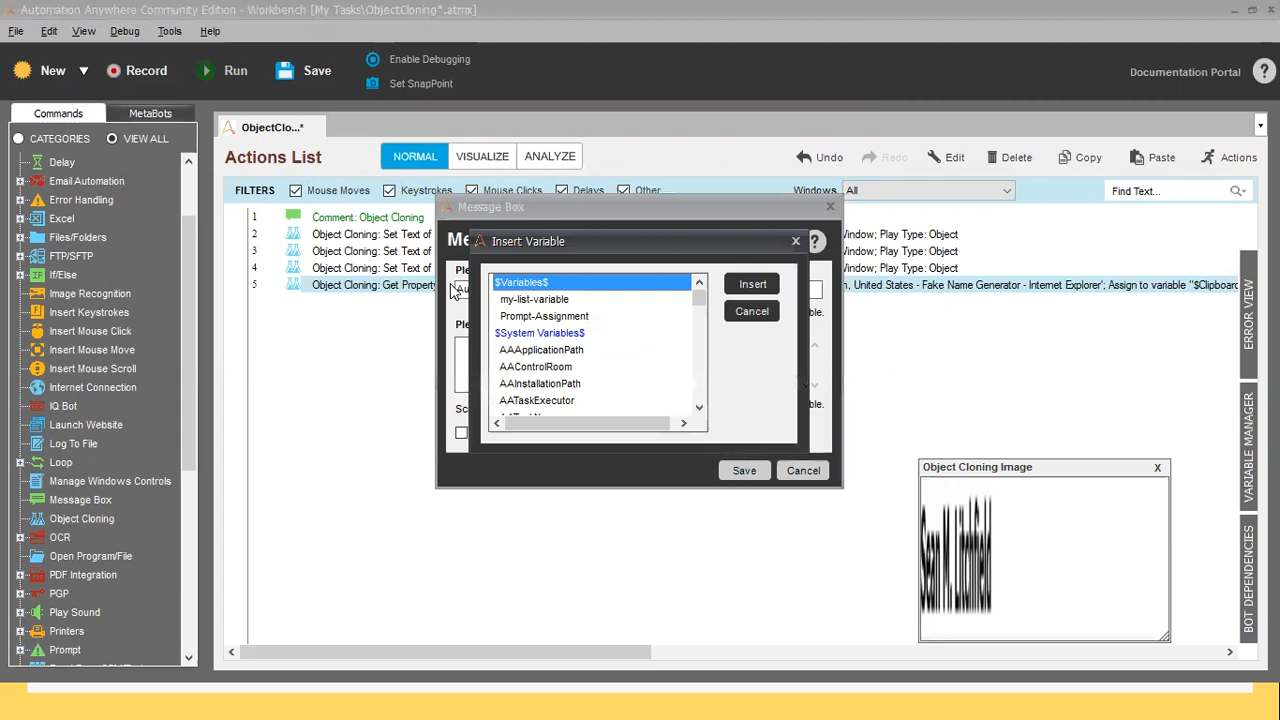 Automation Anywhere Community Edition - Workbench [My Tasks\ObjectCloning*.atmx]
File Edit View Debug Tools Help
New Record Run Save Enable Debugging
Set SnapPoint
Documentation Portal ?
Commands MetaBots
CATEGORIES VIEW ALL
Delay
Email Automation
Error Handling
Excel
Files/Folders
FTP/SFTP
If/Else
Image Recognition
Insert Keystrokes
Insert Mouse Click
Insert Mouse Move
Insert Mouse Scroll
Internet Connection
IQ Bot
Launch Website
Log To File
Loop
Manage Windows Controls
Message Box
Object Cloning
OCR
Open Program/File
PDF Integration
PGP
Play Sound
Printers
Prompt
ObjectClo...*
Actions List NORMAL VISUALIZE ANALYZE Undo Redo Edit Delete Copy Paste Actions
FILTERS Mouse Moves Keystrokes Mouse Clicks Delays Other Windows All Find Text...
1 Comment: Object Cloning
2 Object Cloning: Set Text of Window; Play Type: Object
3 Object Cloning: Set Text of Window; Play Type: Object
4 Object Cloning: Set Text of Window; Play Type: Object
5 Object Cloning: Get Property n, United States - Fake Name Generator - Internet Explorer'; Assign to variable "$Clipboard
Message Box
Me ?
Ple
Au
ble.
Ple
ble.
Sc
Save Cancel
Insert Variable
$Variables$
my-list-variable
Prompt-Assignment
$System Variables$
AAApplicationPath
AAControlRoom
AAInstallationPath
AATaskExecutor
Insert
Cancel
Object Cloning Image X
Sean M. Litchfield
ERROR VIEW
VARIABLE MANAGER
BOT DEPENDENCIES